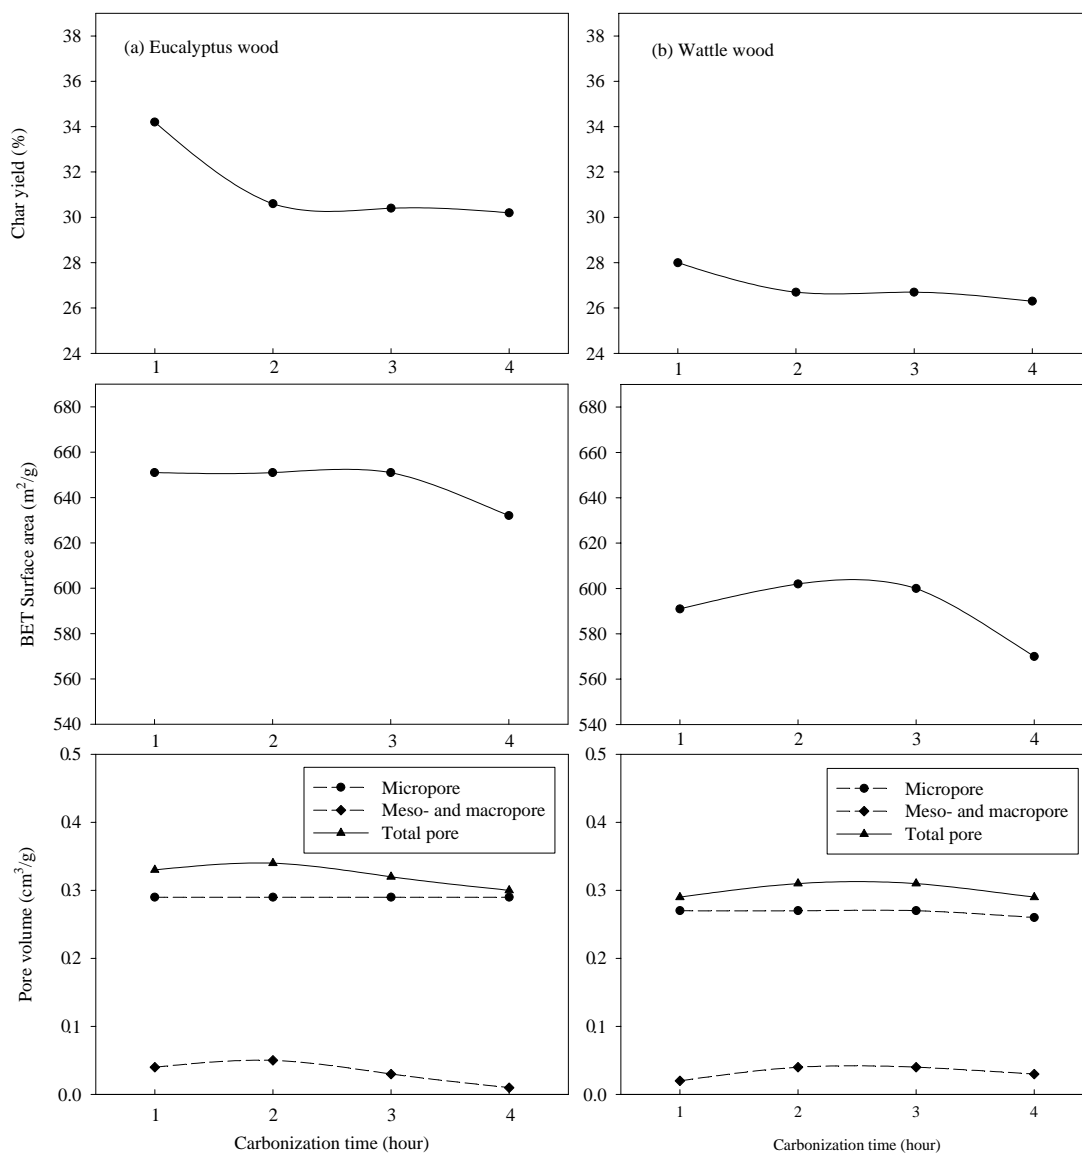 (a) Eucalyptus wood
Char yield (%)
38
36
34
32
30
28
26
24
1 2 3 4
(b) Wattle wood
38
36
34
32
30
28
26
24
1 2 3 4
BET Surface area (m²/g)
680
660
640
620
600
580
560
540
1 2 3 4
680
660
640
620
600
580
560
540
1 2 3 4
Pore volume (cm³/g)
0.5
0.4
0.3
0.2
0.1
0.0
Micropore
Meso- and macropore
Total pore
1 2 3 4
Carbonization time (hour)
0.5
0.4
0.3
0.2
0.1
0.0
Micropore
Meso- and macropore
Total pore
1 2 3 4
Carbonization time (hour)